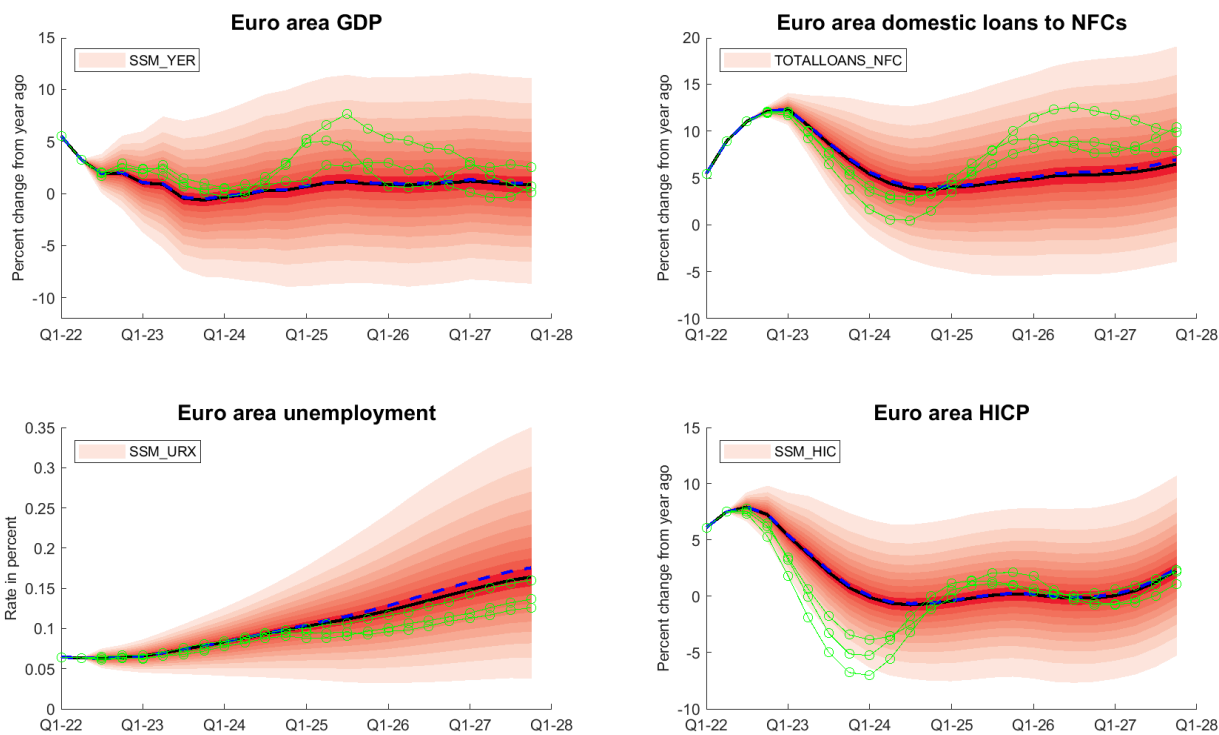 Euro area GDP
Percent change from year ago
15
10
5
0
-5
-10
SSM_YER
Q1-22 Q1-23 Q1-24 Q1-25 Q1-26 Q1-27 Q1-28
Euro area domestic loans to NFCs
Percent change from year ago
20
15
10
5
0
-5
-10
TOTALLOANS_NFC
Q1-22 Q1-23 Q1-24 Q1-25 Q1-26 Q1-27 Q1-28
Euro area unemployment
Rate in percent
0.35
0.3
0.25
0.2
0.15
0.1
0.05
0
SSM_URX
Q1-22 Q1-23 Q1-24 Q1-25 Q1-26 Q1-27 Q1-28
Euro area HICP
Percent change from year ago
15
10
5
0
-5
-10
SSM_HIC
Q1-22 Q1-23 Q1-24 Q1-25 Q1-26 Q1-27 Q1-28